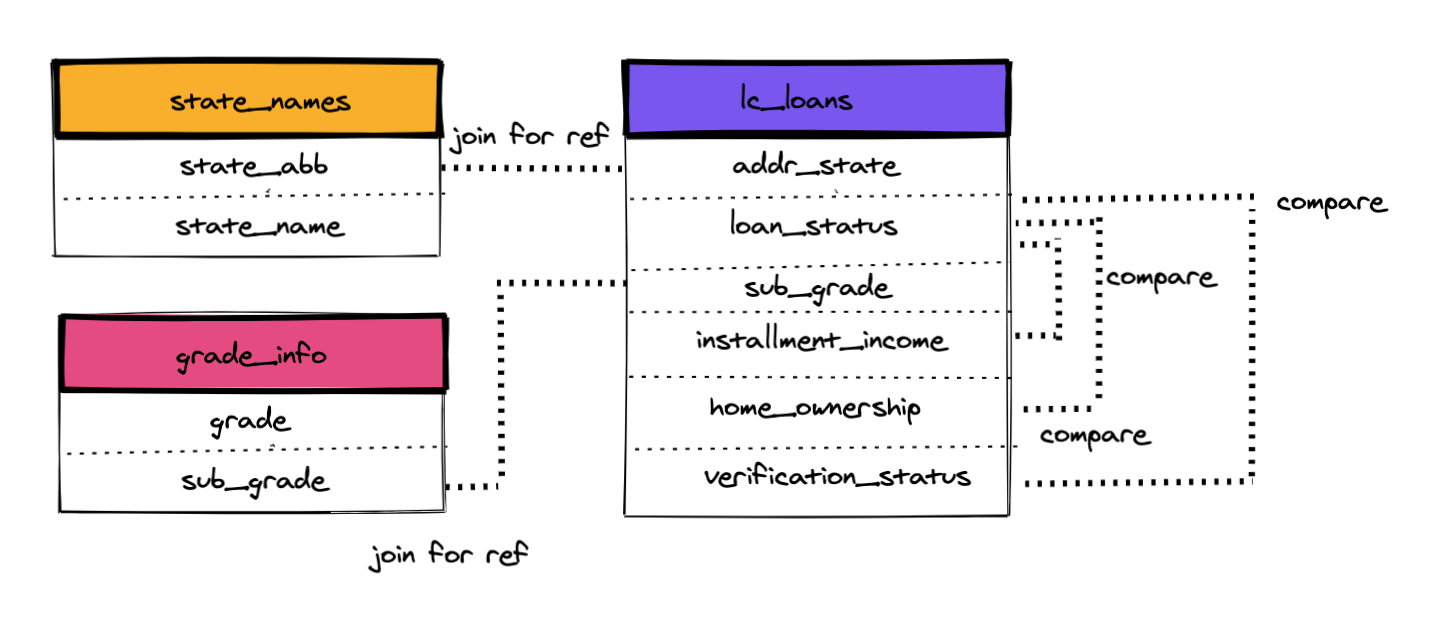 state_names
state_abb
state_name
join for ref
lc_loans
addr_state
loan_status
sub_grade
installment_income
home_ownership
verification_status
compare
compare
compare
grade_info
grade
sub_grade
join for ref